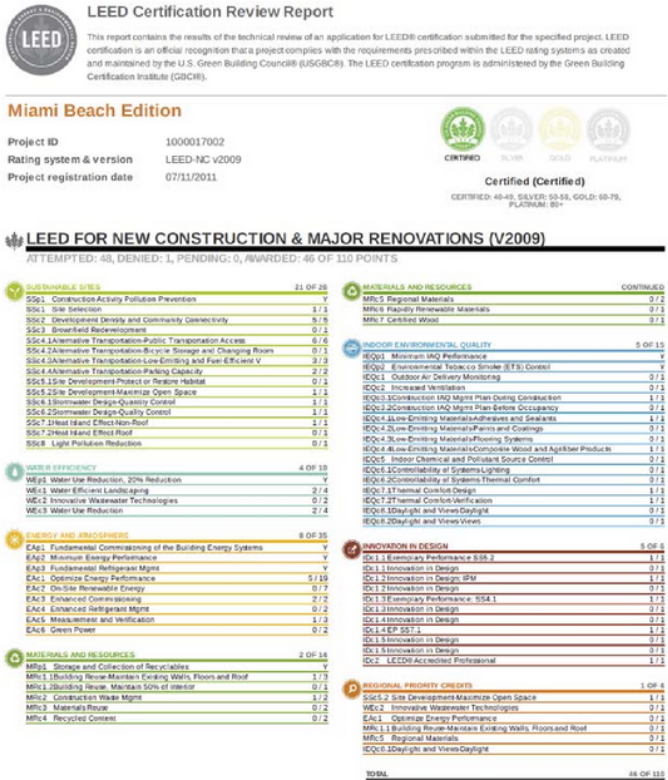 LEED
LEED Certification Review Report
This report contains the results of the technical review of an application for LEED® certification submitted for the specified project. LEED
certification is an official recognition that a project complies with the requirements prescribed within the LEED rating systems as created
and maintained by the U.S. Green Building Council® (USGBC®). The LEED certification program is administered by the Green Building
Certification Institute (GBCI®).
Miami Beach Edition
Project ID 1000017002
Rating system & version LEED-NC v2009
Project registration date 07/11/2011
CERTIFIED SILVER GOLD PLATINUM
Certified (Certified)
CERTIFIED: 40-49, SILVER: 50-59, GOLD: 60-79,
PLATINUM: 80+
LEED FOR NEW CONSTRUCTION & MAJOR RENOVATIONS (V2009)
ATTEMPTED: 48, DENIED: 1, PENDING: 0, AWARDED: 46 OF 110 POINTS
SUSTAINABLE SITES 21 OF 26
SSp1 Construction Activity Pollution Prevention Y
SSc1 Site Selection 1 / 1
SSc2 Development Density and Community Connectivity 5 / 5
SSc3 Brownfield Redevelopment 0 / 1
SSc4.1Alternative Transportation-Public Transportation Access 6 / 6
SSc4.2Alternative Transportation-Bicycle Storage and Changing Room 0 / 1
SSc4.3Alternative Transportation-Low-Emitting and Fuel Efficient V 3 / 3
SSc4.4Alternative Transportation-Parking Capacity 2 / 2
SSc5.1Site Development-Protect or Restore Habitat 0 / 1
SSc5.2Site Development-Maximize Open Space 1 / 1
SSc6.1Stormwater Design-Quantity Control 1 / 1
SSc6.2Stormwater Design-Quality Control 1 / 1
SSc7.1Heat Island Effect-Non-Roof 1 / 1
SSc7.2Heat Island Effect-Roof 0 / 1
SSc8 Light Pollution Reduction 0 / 1
WATER EFFICIENCY 4 OF 10
WEp1 Water Use Reduction, 20% Reduction Y
WEc1 Water Efficient Landscaping 2 / 4
WEc2 Innovative Wastewater Technologies 0 / 2
WEc3 Water Use Reduction 2 / 4
ENERGY AND ATMOSPHERE 8 OF 35
EAp1 Fundamental Commissioning of the Building Energy Systems Y
EAp2 Minimum Energy Performance Y
EAp3 Fundamental Refrigerant Mgmt Y
EAc1 Optimize Energy Performance 5 / 19
EAc2 On-Site Renewable Energy 0 / 7
EAc3 Enhanced Commissioning 2 / 2
EAc4 Enhanced Refrigerant Mgmt 0 / 2
EAc5 Measurement and Verification 1 / 3
EAc6 Green Power 0 / 2
MATERIALS AND RESOURCES 2 OF 14
MRp1 Storage and Collection of Recyclables Y
MRc1.1Building Reuse-Maintain Existing Walls, Floors and Roof 1 / 3
MRc1.2Building Reuse, Maintain 50% of Interior 0 / 1
MRc2 Construction Waste Mgmt 1 / 2
MRc3 Materials Reuse 0 / 2
MRc4 Recycled Content 0 / 2
MATERIALS AND RESOURCES CONTINUED
MRc5 Regional Materials 0 / 2
MRc6 Rapidly Renewable Materials 0 / 1
MRc7 Certified Wood 0 / 1
INDOOR ENVIRONMENTAL QUALITY 5 OF 15
IEQp1 Minimum IAQ Performance Y
IEQp2 Environmental Tobacco Smoke (ETS) Control Y
IEQc1 Outdoor Air Delivery Monitoring 0 / 1
IEQc2 Increased Ventilation 0 / 1
IEQc3.1Construction IAQ Mgmt Plan-During Construction 1 / 1
IEQc3.2Construction IAQ Mgmt Plan-Before Occupancy 0 / 1
IEQc4.1Low-Emitting Materials-Adhesives and Sealants 1 / 1
IEQc4.2Low-Emitting Materials-Paints and Coatings 0 / 1
IEQc4.3Low-Emitting Materials-Flooring Systems 0 / 1
IEQc4.4Low-Emitting Materials-Composite Wood and Agrifiber Products 1 / 1
IEQc5 Indoor Chemical and Pollutant Source Control 0 / 1
IEQc6.1Controllability of Systems-Lighting 0 / 1
IEQc6.2Controllability of Systems-Thermal Comfort 0 / 1
IEQc7.1Thermal Comfort-Design 1 / 1
IEQc7.2Thermal Comfort-Verification 1 / 1
IEQc8.1Daylight and Views-Daylight 0 / 1
IEQc8.2Daylight and Views-Views 0 / 1
INNOVATION IN DESIGN 5 OF 6
IDc1.1 Exemplary Performance SS5.2 1 / 1
IDc1.1 Innovation in Design 0 / 1
IDc1.2 Innovation in Design: IPM 1 / 1
IDc1.2 Innovation in Design 0 / 1
IDc1.3 Exemplary Performance: SS4.1 1 / 1
IDc1.3 Innovation in Design 0 / 1
IDc1.4 Innovation in Design 0 / 1
IDc1.4 EP SS7.1 1 / 1
IDc1.5 Innovation in Design 0 / 1
IDc1.5 Innovation in Design 0 / 1
IDc2 LEED® Accredited Professional 1 / 1
REGIONAL PRIORITY CREDITS 1 OF 4
SSc5.2 Site Development-Maximize Open Space 1 / 1
WEc2 Innovative Wastewater Technologies 0 / 1
EAc1 Optimize Energy Performance 0 / 1
MRc1.1Building Reuse-Maintain Existing Walls, Floors and Roof 0 / 1
MRc5 Regional Materials 0 / 1
IEQc8.1Daylight and Views-Daylight 0 / 1
TOTAL 46 OF 110